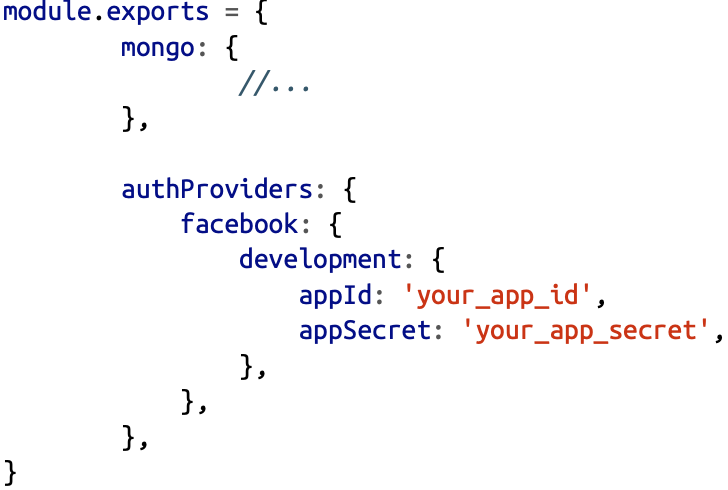 module.exports = {
        mongo: {
                //...
        },

        authProviders: {
            facebook: {
                development: {
                    appId: 'your_app_id',
                    appSecret: 'your_app_secret',
                },
            },
        },
}